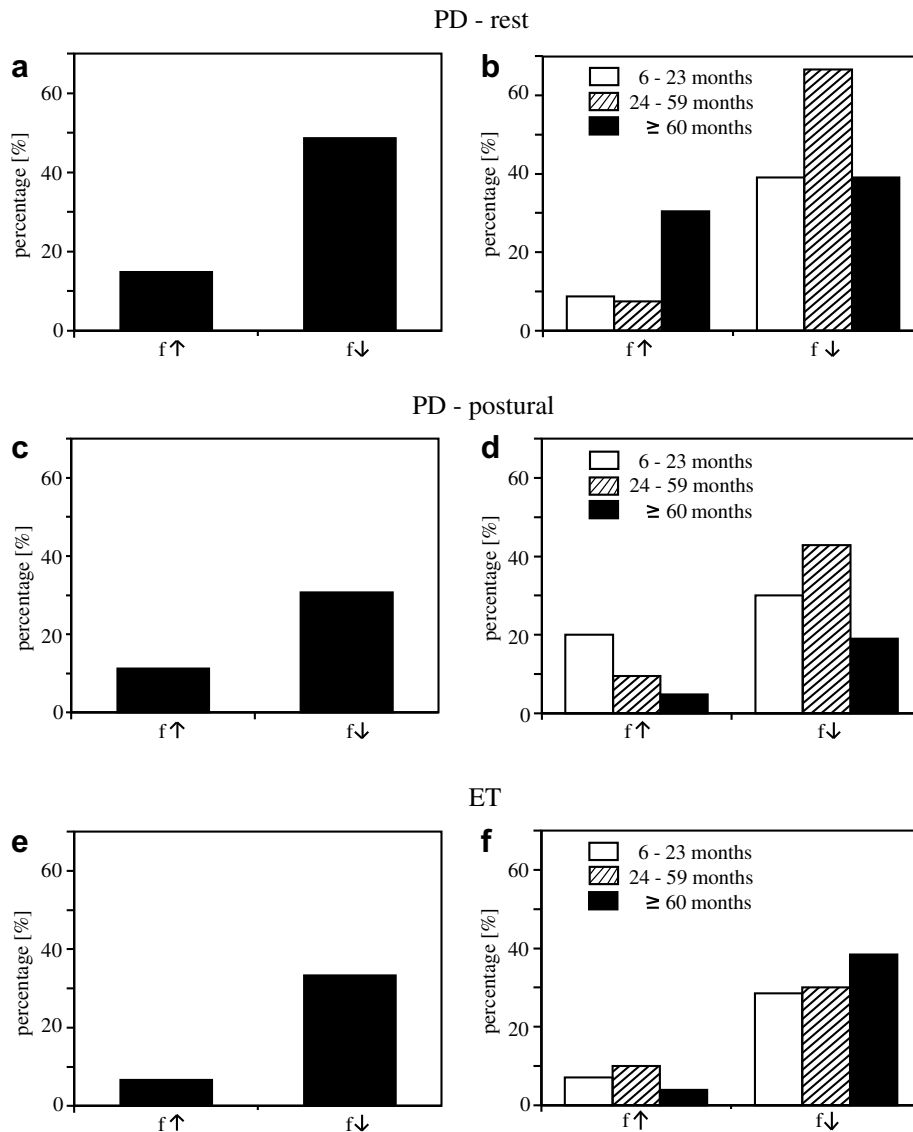 PD - rest
a
percentage [%]
60
40
20
0
f↑
f↓
b
percentage [%]
60
40
20
0
6 - 23 months
24 - 59 months
≥ 60 months
f↑
f↓
PD - postural
c
percentage [%]
60
40
20
0
f↑
f↓
d
percentage [%]
60
40
20
0
6 - 23 months
24 - 59 months
≥ 60 months
f↑
f↓
ET
e
percentage [%]
60
40
20
0
f↑
f↓
f
percentage [%]
60
40
20
0
6 - 23 months
24 - 59 months
≥ 60 months
f↑
f↓